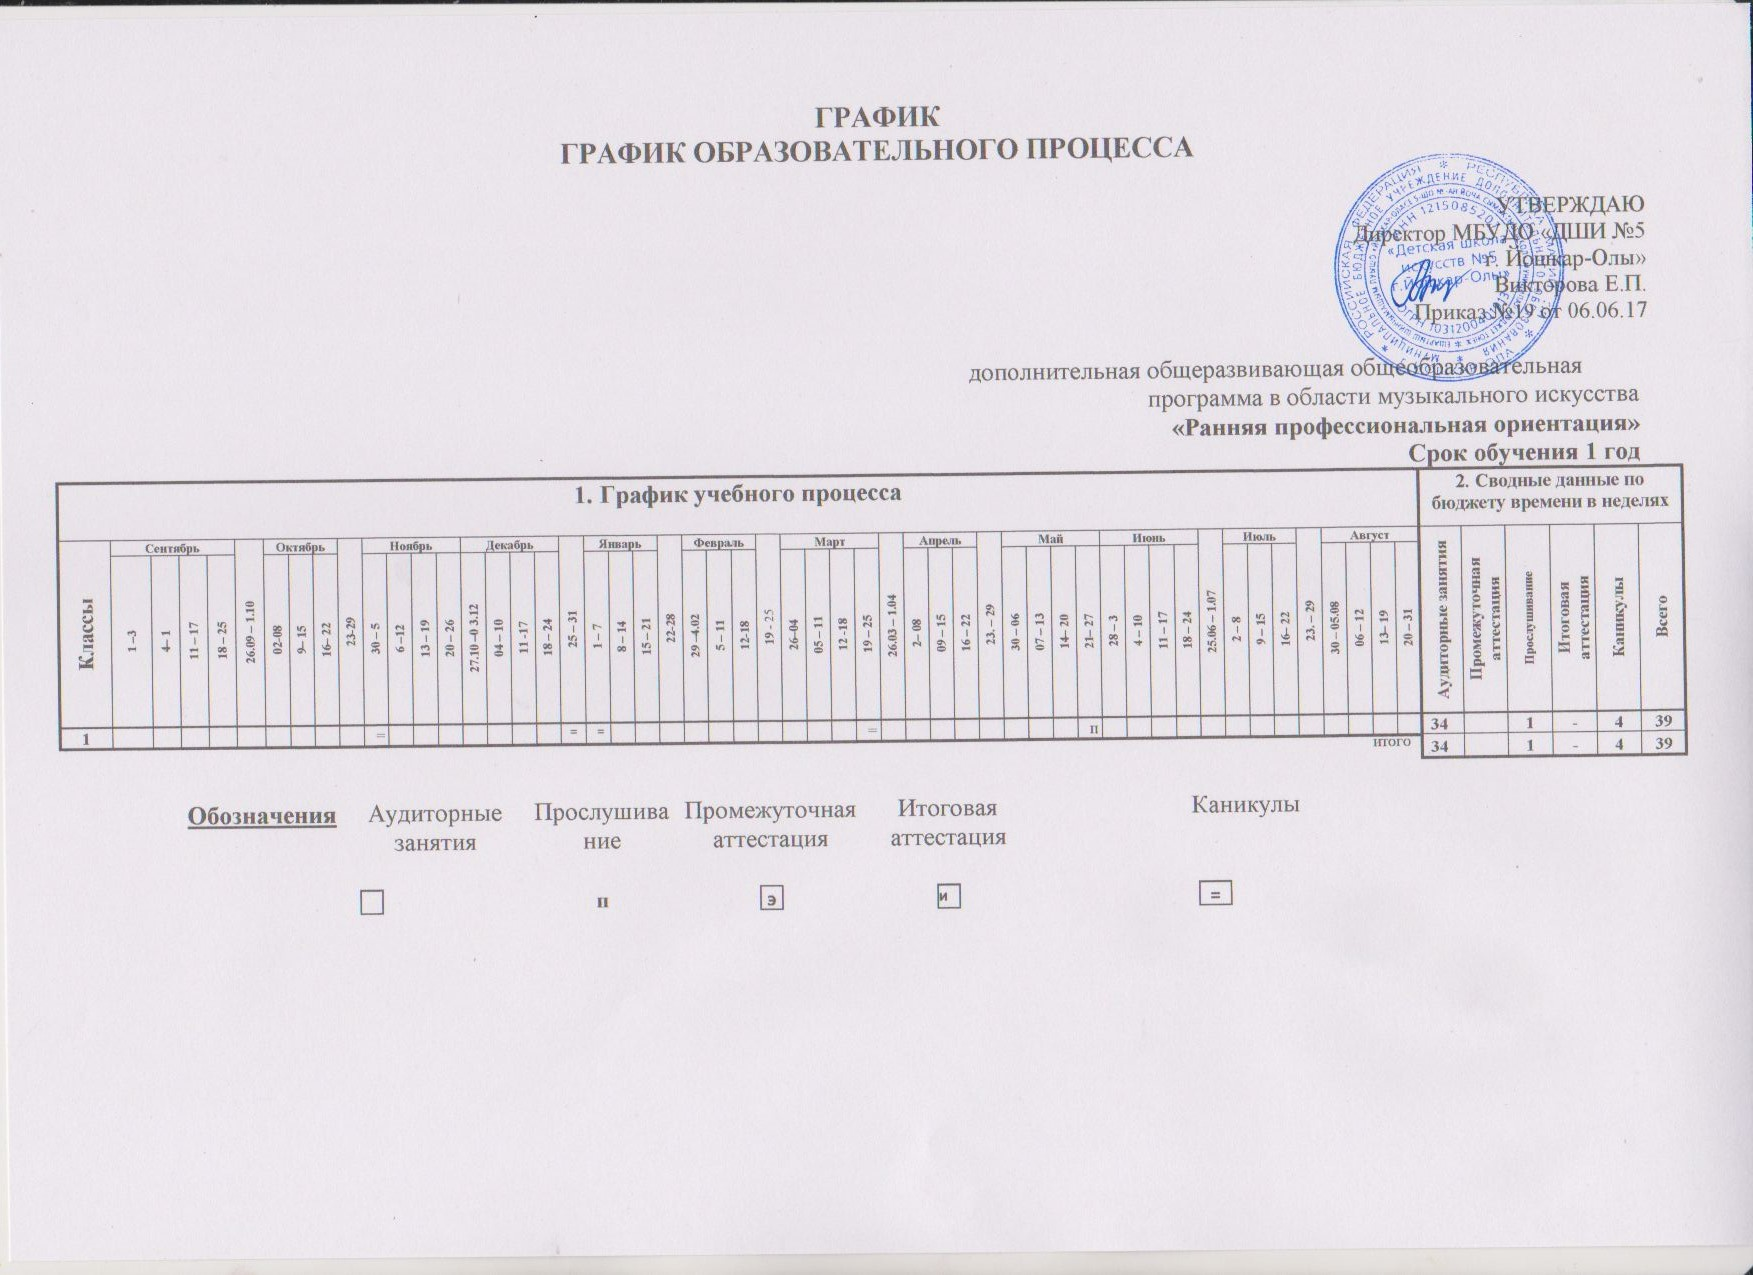 ГРАФИК
ГРАФИК ОБРАЗОВАТЕЛЬНОГО ПРОЦЕССА
УТВЕРЖДАЮ
Директор МБУДО «ДШИ №5
г. Йошкар-Олы»
Викторова Е.П.
Приказ №19 от 06.06.17
РОССИЙСКАЯ ФЕДЕРАЦИЯ
«Детская школа
искусств №5
г.Йошкар-Олы»
дополнительная общеразвивающая общеобразовательная
программа в области музыкального искусства
«Ранняя профессиональная ориентация»
Срок обучения 1 год
1. График учебного процесса
2. Сводные данные по
бюджету времени в неделях
Классы
Сентябрь Октябрь Ноябрь Декабрь Январь Февраль Март Апрель Май Июнь Июль Август
1 –3
4– 1
11 – 17
18 – 25
26.09 – 1.10
02-08
9– 15
16– 22
23-29
30 – 5
6 –12
13 – 19
20 – 26
27.10 –0 3.12
04 – 10
11 -17
18 – 24
25 – 31
1 – 7
8 – 14
15 – 21
22-28
29 –4.02
5 – 11
12-18
19 - 25
26–04
05 – 11
12 -18
19 – 25
26.03 – 1.04
2– 08
09 – 15
16 – 22
23. – 29
30 – 06
07 – 13
14– 20
21– 27
28 – 3
4 – 10
11 – 17
18 – 24
25.06 – 1.07
2 – 8
9 – 15
16– 22
23. – 29
30 – 05.08
06 – 12
13– 19
20 – 31
Аудиторные занятия
Промежуточная
аттестация
Прослушивание
Итоговая
аттестация
Каникулы
Всего
1 = = = = п 34 1 - 4 39
итого 34 1 - 4 39
Обозначения Аудиторные Прослушива Промежуточная Итоговая Каникулы
занятия ние аттестация аттестация
п э и =